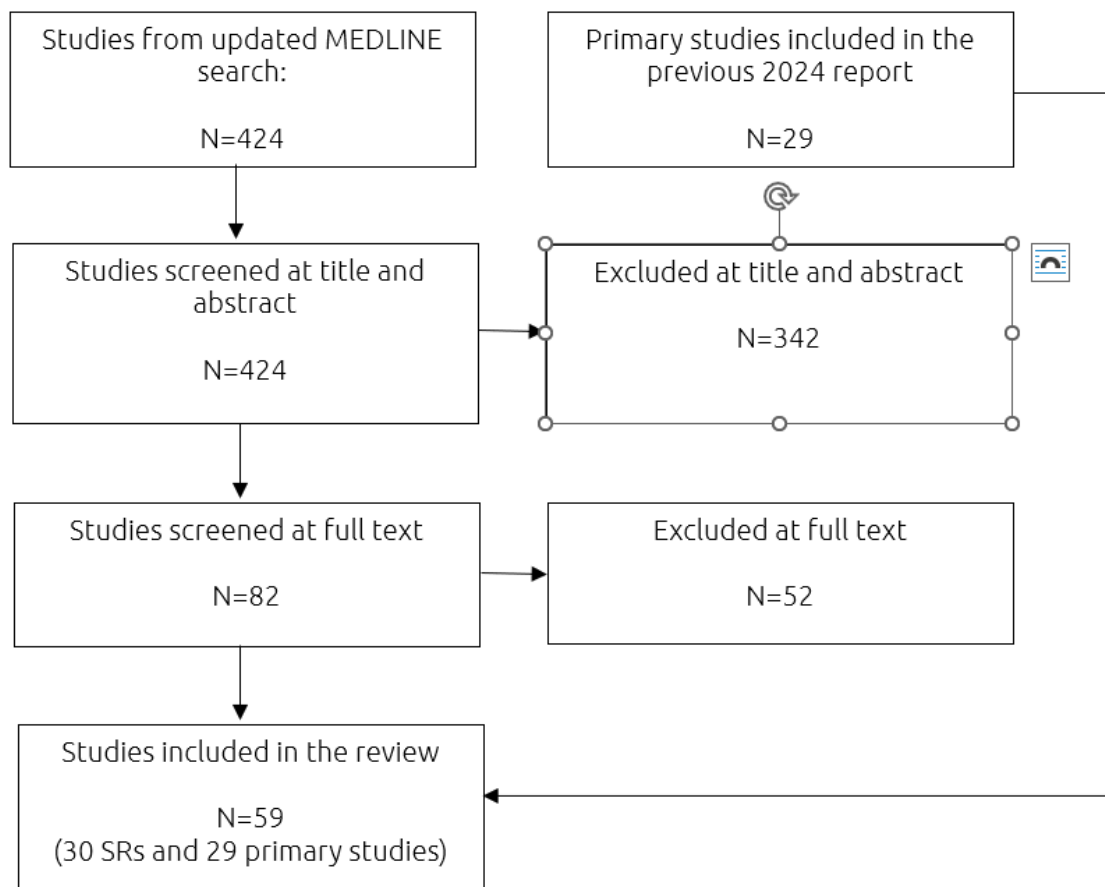 Studies from updated MEDLINE
search:
N=424
Primary studies included in the
previous 2024 report
N=29
Studies screened at title and
abstract
N=424
Excluded at title and abstract
N=342
Studies screened at full text
N=82
Excluded at full text
N=52
Studies included in the review
N=59
(30 SRs and 29 primary studies)